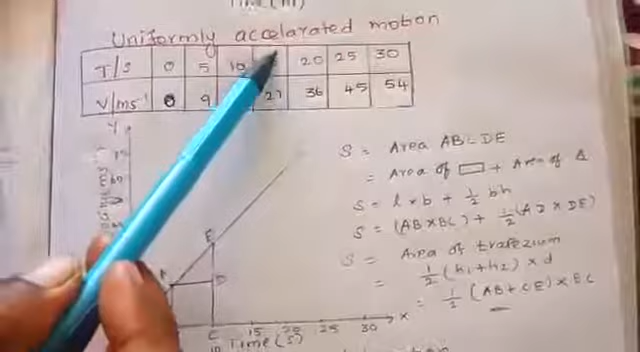 Time (m)
Uniformly accelarated motion
T/s 0 5 10 20 25 30
V/ms⁻¹ 0 9 27 36 45 54
Y
S = Area ABCDE
= Area of ▭ + Area of Δ
S = l × b + 1/2 bh
S = (AB×BC) + 1/2 (AD × DE)
S = Area of trapezium
= 1/2 (h1+h2) × d
= 1/2 (AB + CE) × BC
E
A
D
C 15 20 25 30 X
Time (s)